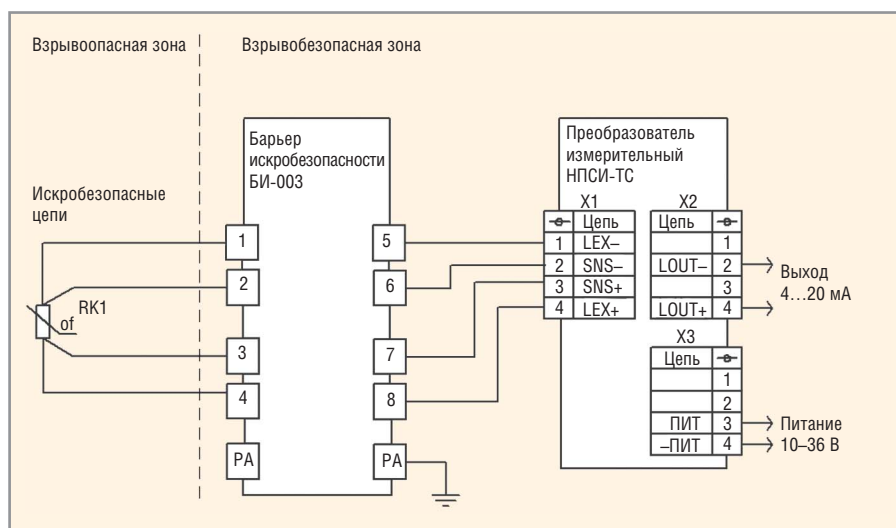 Взрывоопасная зона
Взрывобезопасная зона
Барьер
искробезопасности
БИ-003
Преобразователь
измерительный
НПСИ-ТС
Искробезопасные
цепи
RK1
of
1
2
3
4
PA
5
6
7
8
PA
X1
Цепь
1 LEX–
2 SNS–
3 SNS+
4 LEX+
X2
Цепь
1
LOUT– 2
3
LOUT+ 4
Выход
4...20 мА
X3
Цепь
1
2
ПИТ 3
–ПИТ 4
Питание
10–36 В